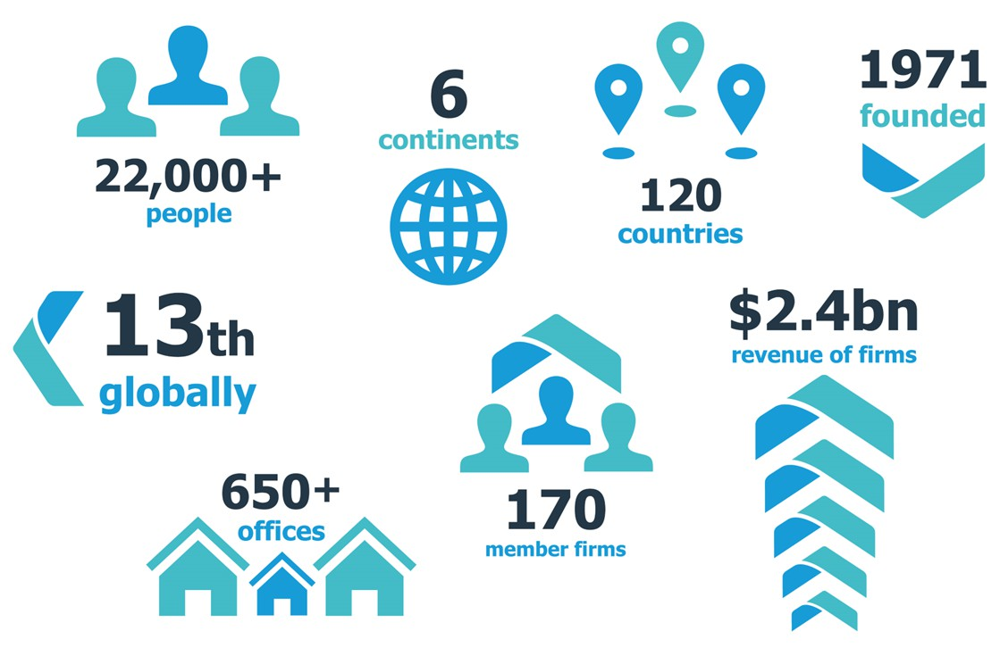 22,000+
people
6
continents
120
countries
1971
founded
13th
globally
650+
offices
170
member firms
$2.4bn
revenue of firms